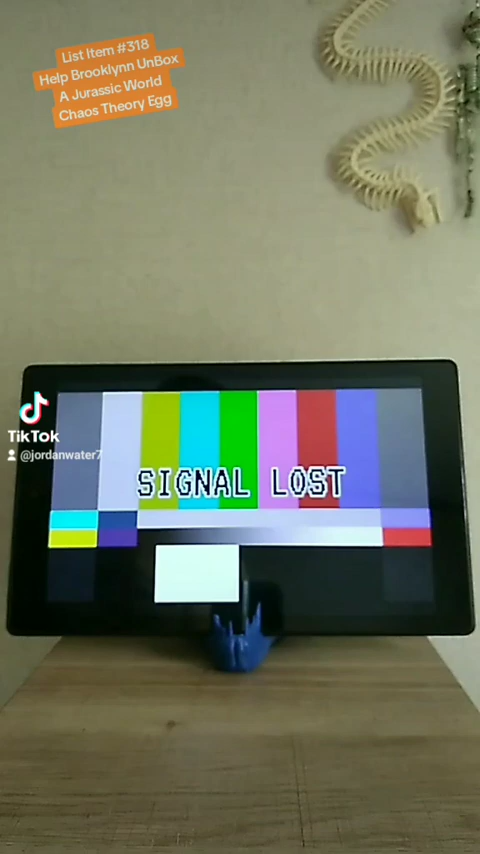 List Item #318
Help Brooklynn UnBox
A Jurassic World
Chaos Theory Egg
TikTok
@jordanwater7
SIGNAL LOST